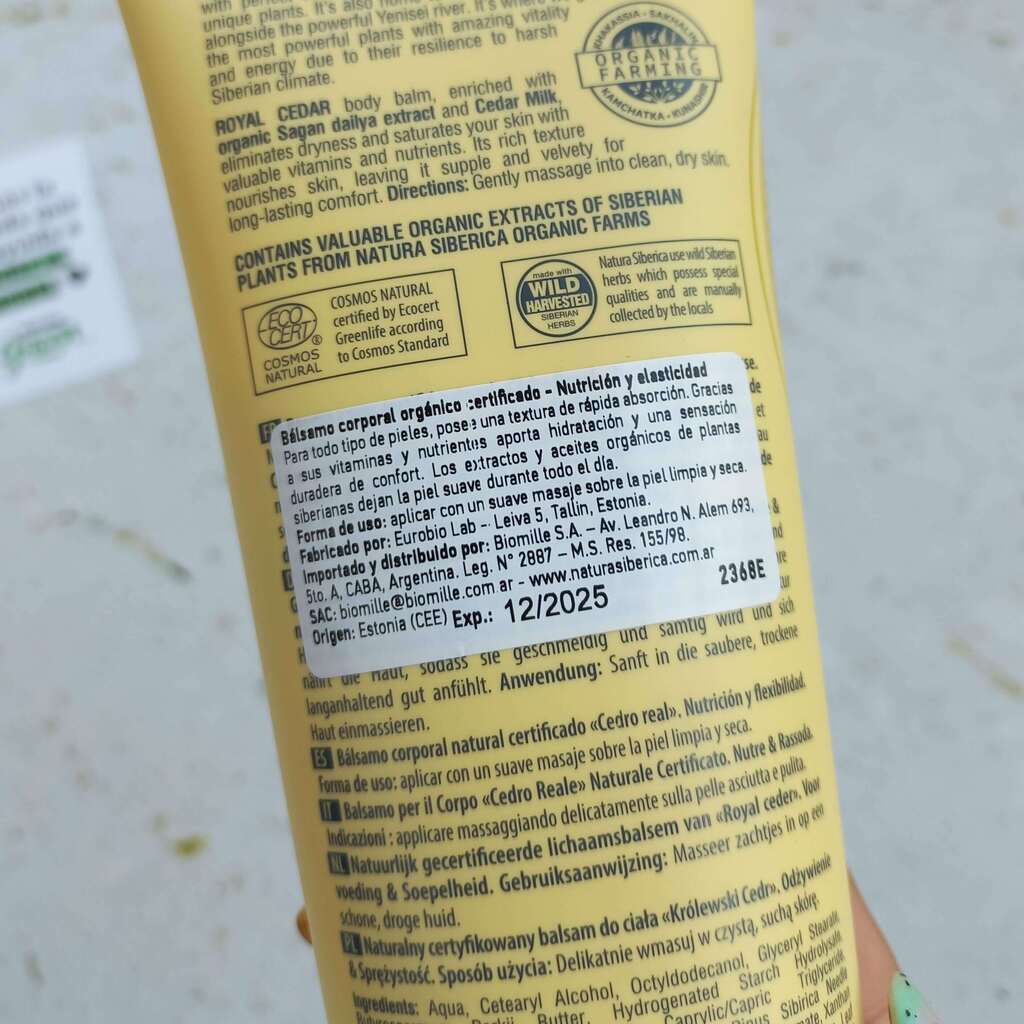 with perfec
unique plants. It's also home
alongside the powerful Yenisei river. It's where
the most powerful plants with amazing vitality
and energy due to their resilience to harsh
Siberian climate.
KHAKASSIA • SAKHALIN
ORGANIC
FARMING
KAMCHATKA • KUNASHIR
ROYAL CEDAR body balm, enriched with
organic Sagan dailya extract and Cedar Milk,
eliminates dryness and saturates your skin with
valuable vitamins and nutrients. Its rich texture
nourishes skin, leaving it supple and velvety for
long-lasting comfort. Directions: Gently massage into clean, dry skin.
CONTAINS VALUABLE ORGANIC EXTRACTS OF SIBERIAN
PLANTS FROM NATURA SIBERICA ORGANIC FARMS
ECO
CERT®
COSMOS
NATURAL
COSMOS NATURAL
certified by Ecocert
Greenlife according
to Cosmos Standard
made with
WILD
HARVESTED
SIBERIAN
HERBS
Natura Siberica use wild Siberian
herbs which possess special
qualities and are manually
collected by the locals
Bálsamo corporal orgánico certificado - Nutrición y elasticidad
Para todo tipo de pieles, posee una textura de rápida absorción. Gracias
a sus vitaminas y nutrientes aporta hidratación y una sensación
duradera de confort. Los extractos y aceites orgánicos de plantas
siberianas dejan la piel suave durante todo el día.
Forma de uso: aplicar con un suave masaje sobre la piel limpia y seca.
Fabricado por: Eurobio Lab - Leiva 5, Tallin, Estonia.
Importado y distribuido por: Biomille S.A. – Av. Leandro N. Alem 693,
5to. A, CABA, Argentina. Leg. N° 2887 – M.S. Res. 155/98.
SAC: biomille@biomille.com.ar - www.naturasiberica.com.ar
Origen: Estonia (CEE) Exp.: 12/2025
2368E
nährt die Haut, sodass sie geschmeidig und samtig wird und sich
langanhaltend gut anfühlt. Anwendung: Sanft in die saubere, trockene
Haut einmassieren.
ES Bálsamo corporal natural certificado «Cedro real». Nutrición y flexibilidad.
Forma de uso: aplicar con un suave masaje sobre la piel limpia y seca.
IT Balsamo per il Corpo «Cedro Reale» Naturale Certificato. Nutre & Rassoda.
Indicazioni : applicare massaggiando delicatamente sulla pelle asciutta e pulita.
NL Natuurlijk gecertificeerde lichaamsbalsem van «Royal ceder». Voor
voeding & Soepelheid. Gebruiksaanwijzing: Masseer zachtjes in op een
schone, droge huid.
PL Naturalny certyfikowany balsam do ciała «Królewski Cedr». Odżywienie
& Sprężystość. Sposób użycia: Delikatnie wmasuj w czystą, suchą skórę.
Ingredients: Aqua, Cetearyl Alcohol, Octyldodecanol, Glyceryl Stearate,
Butter, Hydrogenated Starch Hydrolysate,
Caprylic/Capric Triglyceride,
Pinus Sibirica Needle
Xanthan